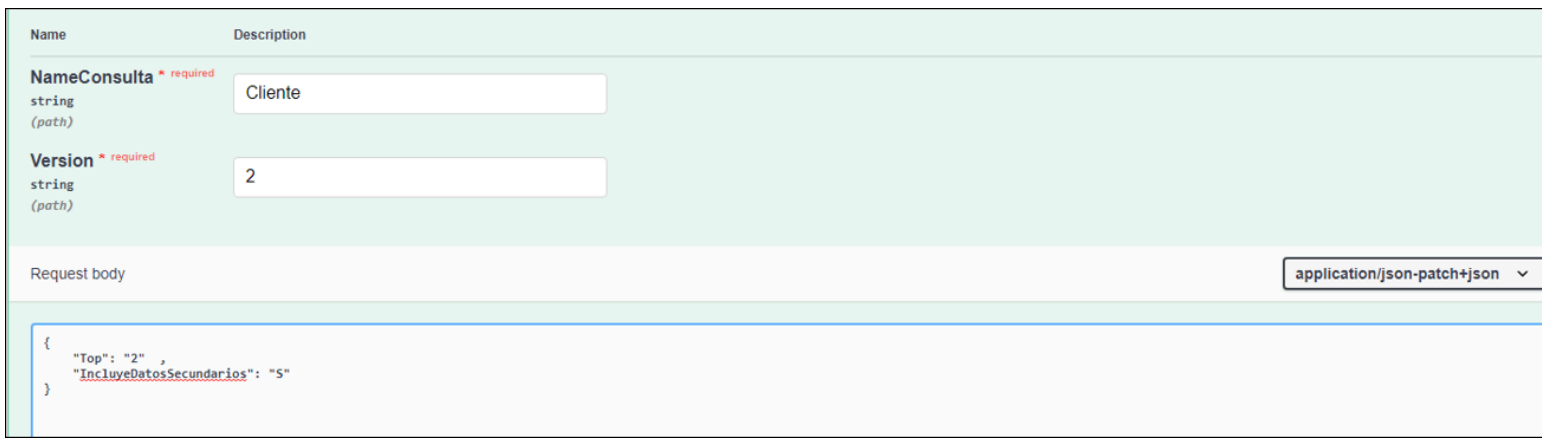 Name Description
NameConsulta * required
string
(path)
Cliente
Version * required
string
(path)
2
Request body application/json-patch+json
{
"Top": "2" ,
"IncluyeDatosSecundarios": "S"
}